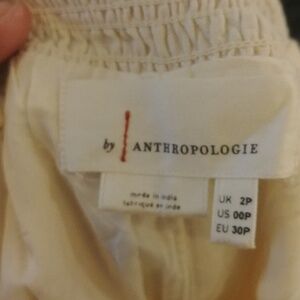 by ANTHROPOLOGIE
made in india
fabriqué en inde
UK 2P
US 00P
EU 30P